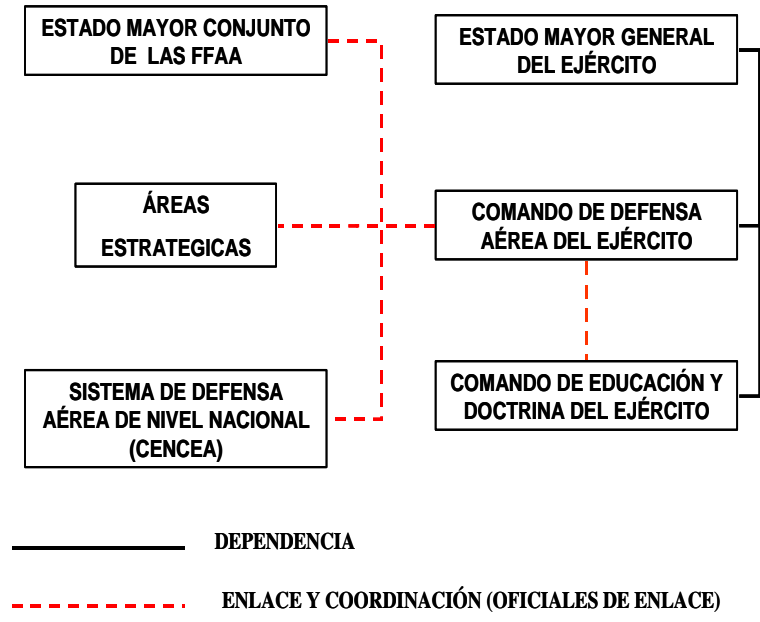 ESTADO MAYOR CONJUNTO
DE LAS FFAA
ESTADO MAYOR GENERAL
DEL EJÉRCITO
ÁREAS
ESTRATEGICAS
COMANDO DE DEFENSA
AÉREA DEL EJÉRCITO
SISTEMA DE DEFENSA
AÉREA DE NIVEL NACIONAL
(CENCEA)
COMANDO DE EDUCACIÓN Y
DOCTRINA DEL EJÉRCITO
DEPENDENCIA
ENLACE Y COORDINACIÓN (OFICIALES DE ENLACE)